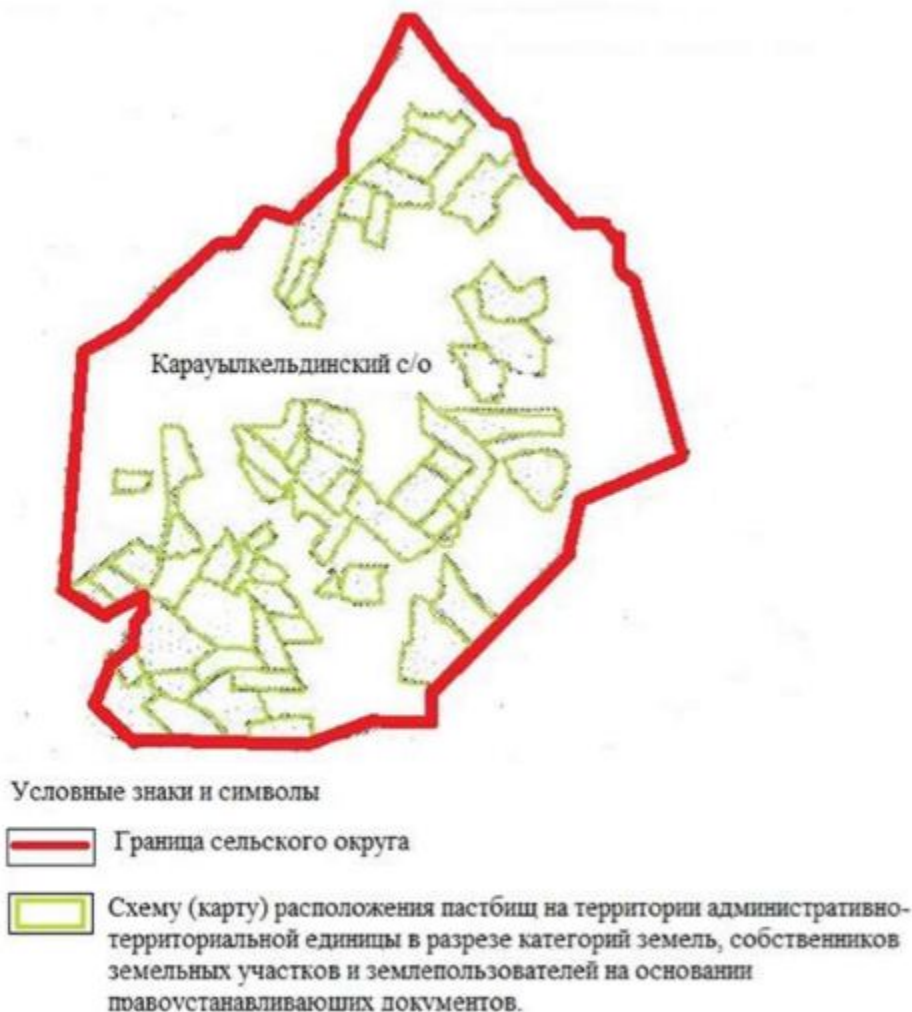 Карауылкельдинский с/о
Условные знаки и символы
Граница сельского округа
Схему (карту) расположения пастбищ на территории административно-
территориальной единицы в разрезе категорий земель, собственников
земельных участков и землепользователей на основании
правоустанавливающих документов.